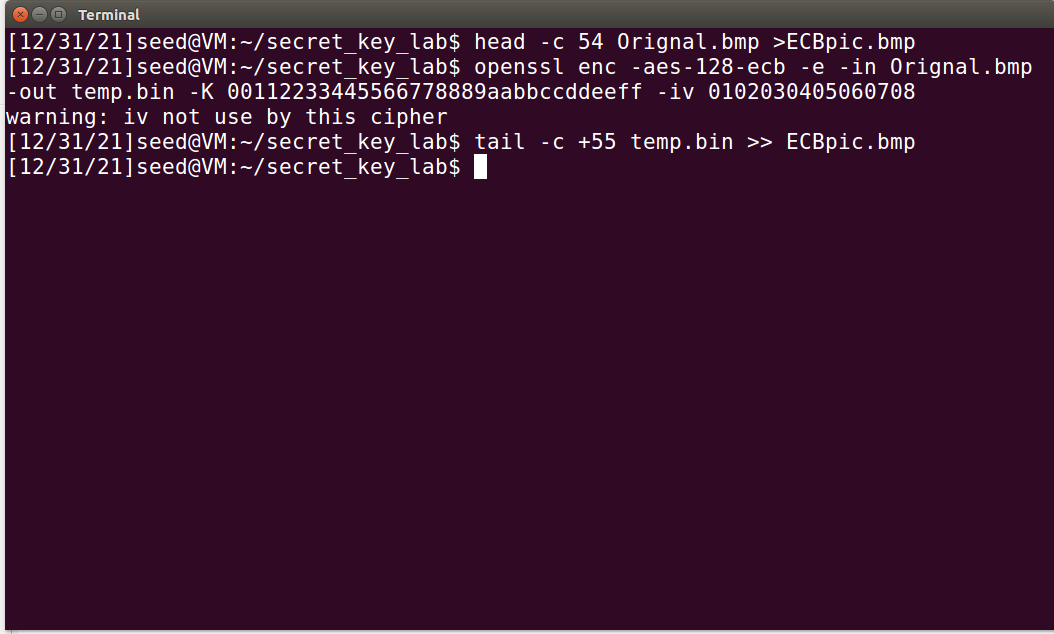 Terminal
[12/31/21]seed@VM:~/secret_key_lab$ head -c 54 Orignal.bmp >ECBpic.bmp
[12/31/21]seed@VM:~/secret_key_lab$ openssl enc -aes-128-ecb -e -in Orignal.bmp
-out temp.bin -K 00112233445566778889aabbccddeeff -iv 0102030405060708
warning: iv not use by this cipher
[12/31/21]seed@VM:~/secret_key_lab$ tail -c +55 temp.bin >> ECBpic.bmp
[12/31/21]seed@VM:~/secret_key_lab$